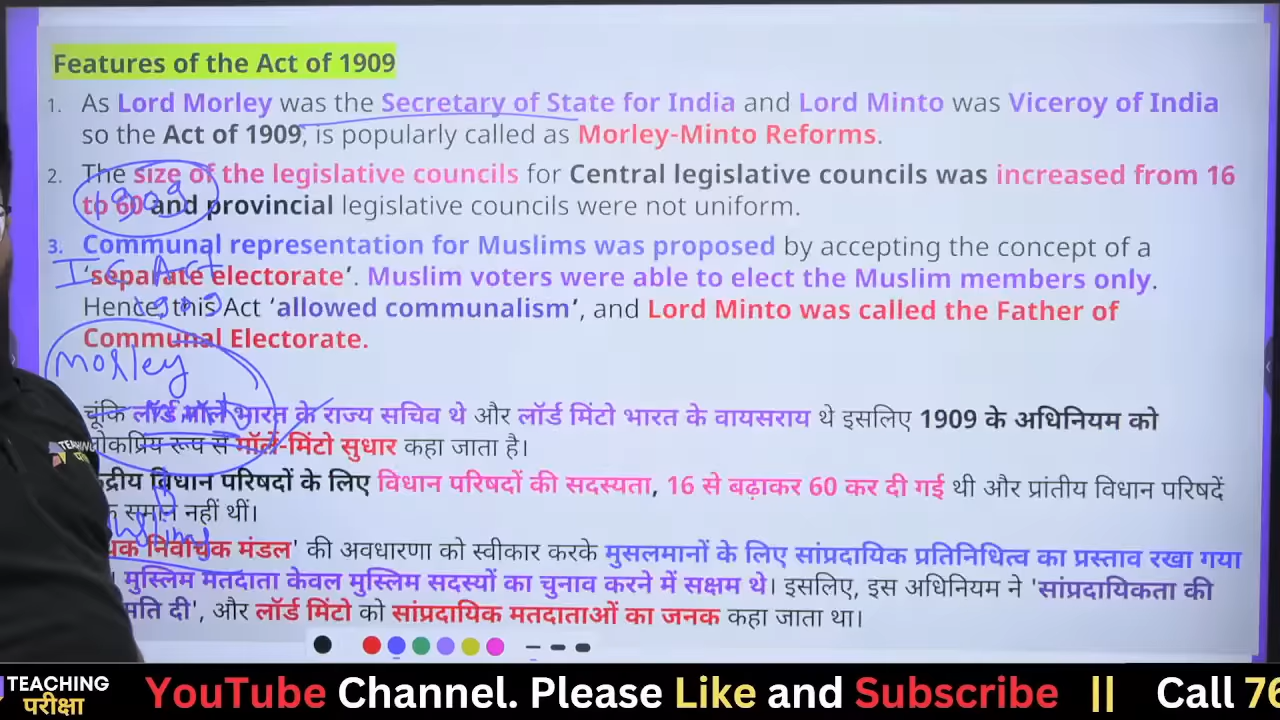 Features of the Act of 1909
1. As Lord Morley was the Secretary of State for India and Lord Minto was Viceroy of India
so the Act of 1909, is popularly called as Morley-Minto Reforms.
2. The size of the legislative councils for Central legislative councils was increased from 16
to 60 and provincial legislative councils were not uniform.
1909
3. Communal representation for Muslims was proposed by accepting the concept of a
'separate electorate'. Muslim voters were able to elect the Muslim members only.
I C Act
1909
Hence, this Act 'allowed communalism', and Lord Minto was called the Father of
Communal Electorate.
Morley
चूंकि लॉर्ड मॉर्ले भारत के राज्य सचिव थे और लॉर्ड मिंटो भारत के वायसराय थे इसलिए 1909 के अधिनियम को
ोकप्रिय रूप से मॉर्ले-मिंटो सुधार कहा जाता है।
द्रीय विधान परिषदों के लिए विधान परिषदों की सदस्यता, 16 से बढ़ाकर 60 कर दी गई थी और प्रांतीय विधान परिषदें
समान नहीं थीं।
क निर्वाचक मंडल' की अवधारणा को स्वीकार करके मुसलमानों के लिए सांप्रदायिक प्रतिनिधित्व का प्रस्ताव रखा गया
मुस्लिम मतदाता केवल मुस्लिम सदस्यों का चुनाव करने में सक्षम थे। इसलिए, इस अधिनियम ने 'सांप्रदायिकता की
मति दी', और लॉर्ड मिंटो को सांप्रदायिक मतदाताओं का जनक कहा जाता था।
TEACHING
परीक्षा
YouTube Channel. Please Like and Subscribe || Call 76